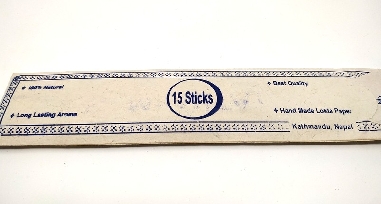 + 100% Natural
+ Long Lasting Aroma
15 Sticks
+ Best Quality
+ Hand Made Lokta Paper
Kathmandu, Nepal